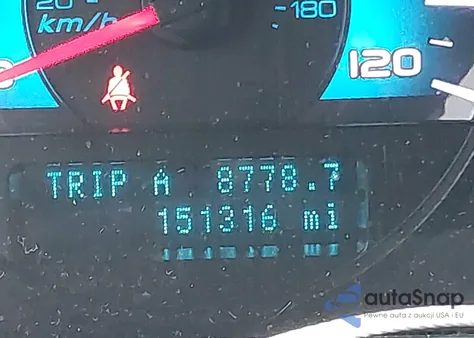 20
km/h
180
120
TRIP A 8778.7
151316 mi
autoSnap
Pewne auta z aukcji USA i EU